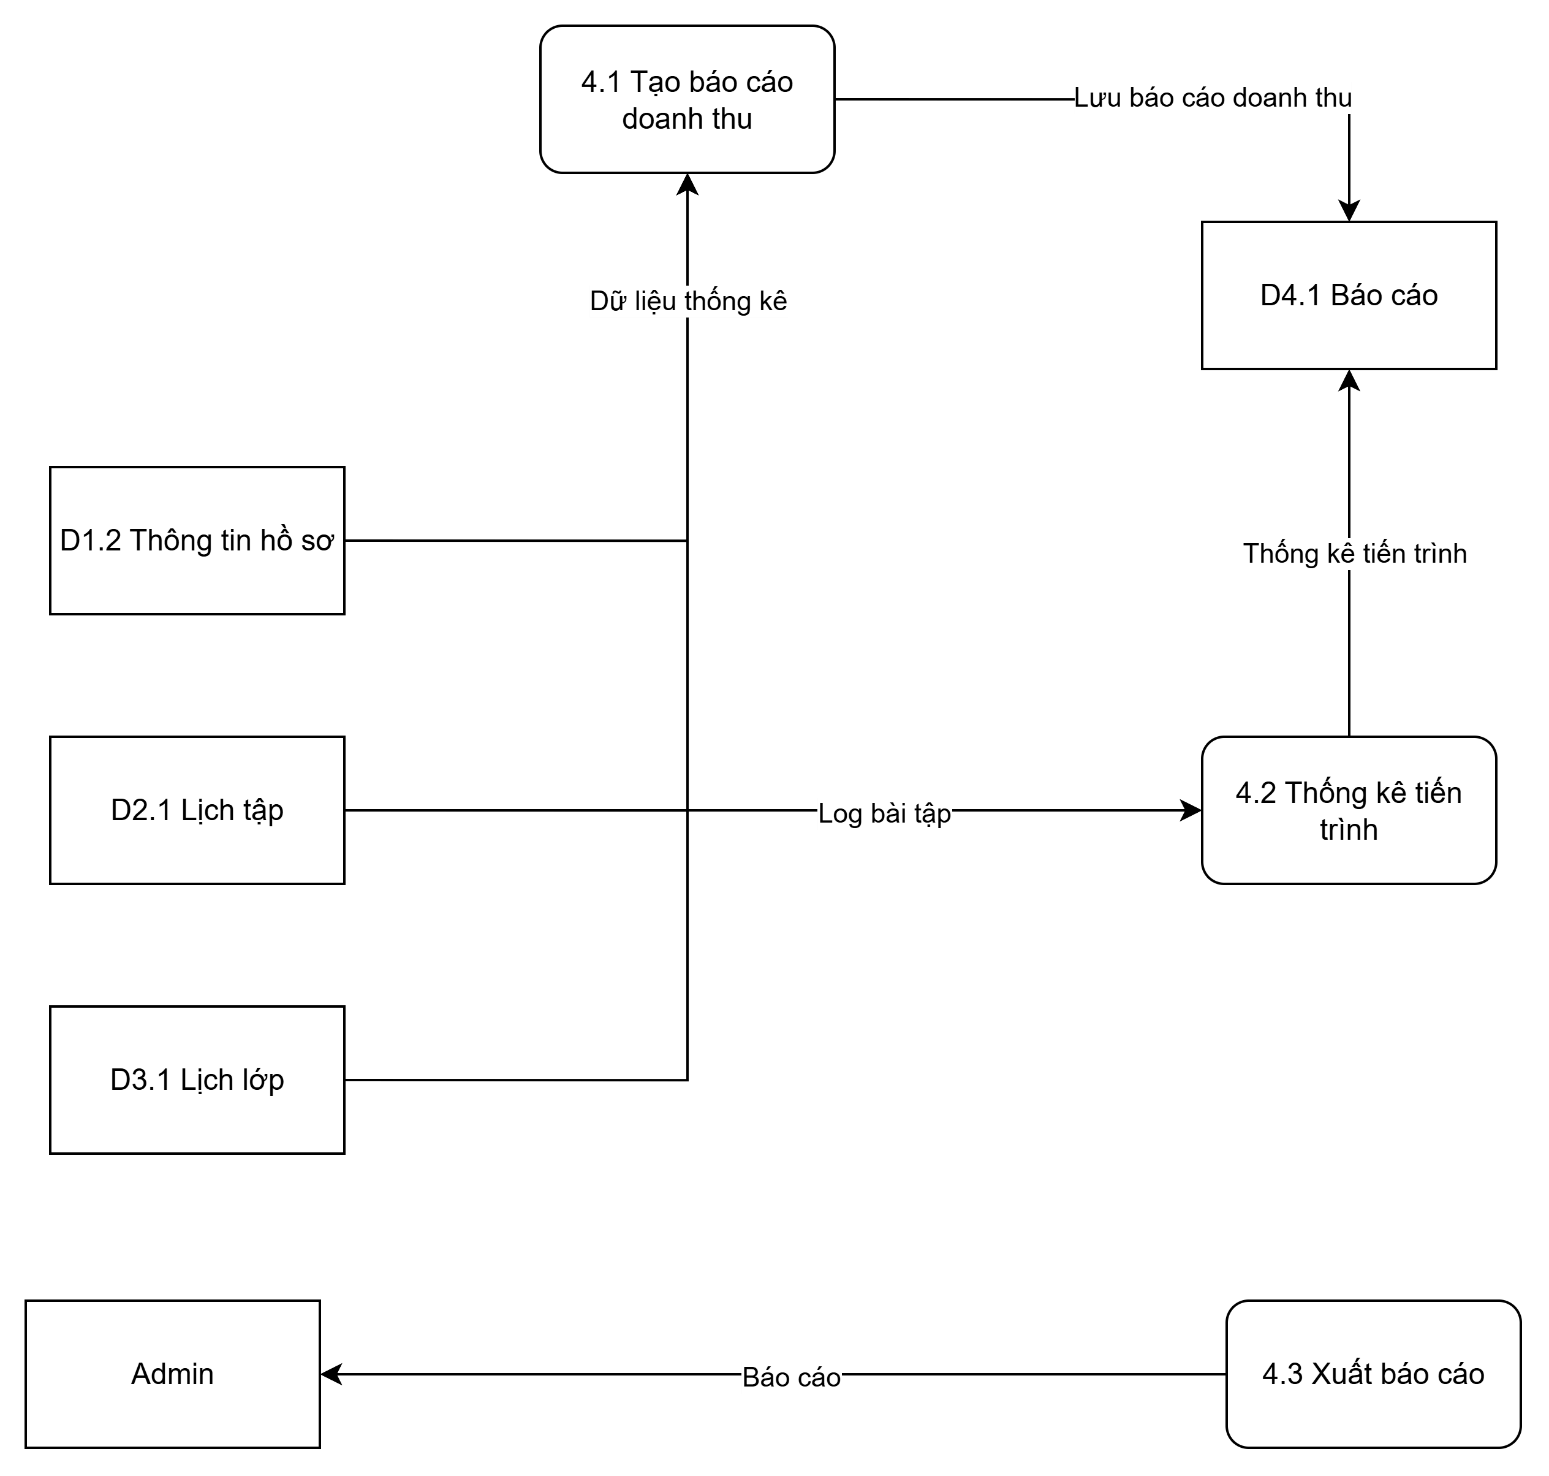 4.1 Tạo báo cáo
doanh thu
Lưu báo cáo doanh thu
D4.1 Báo cáo
Dữ liệu thống kê
D1.2 Thông tin hồ sơ
Thống kê tiến trình
D2.1 Lịch tập
Log bài tập
4.2 Thống kê tiến
trình
D3.1 Lịch lớp
Admin
Báo cáo
4.3 Xuất báo cáo